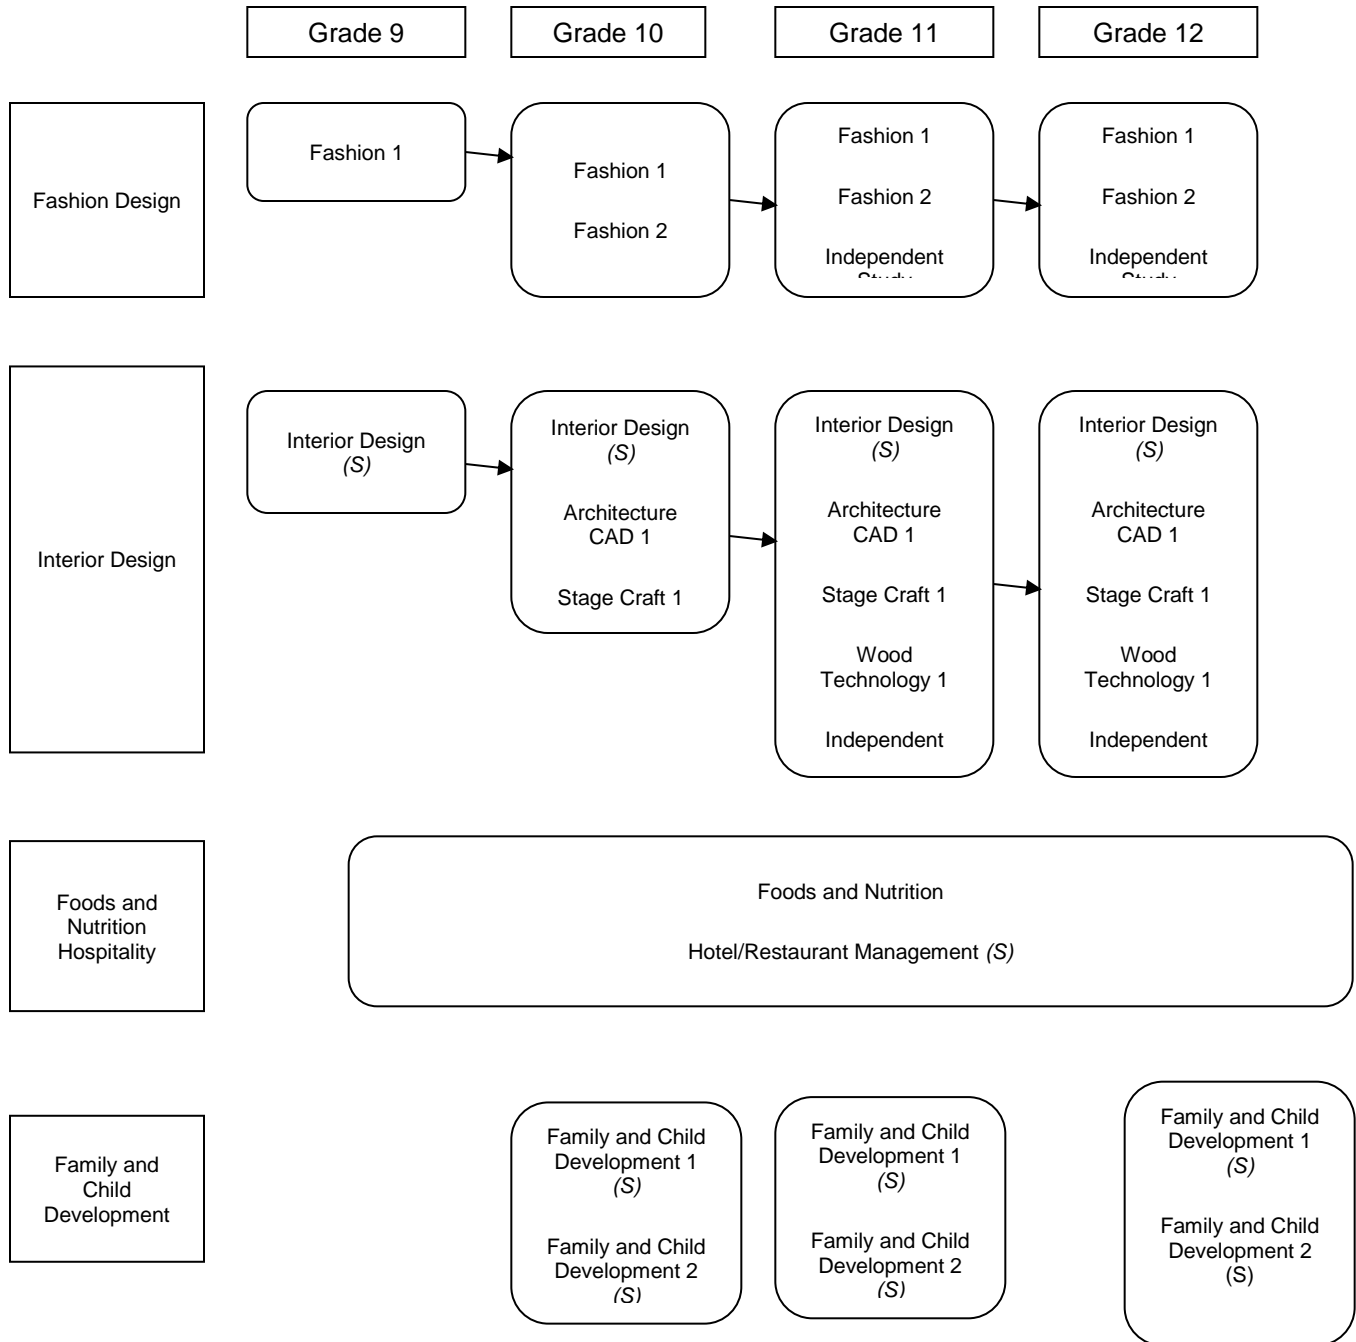 Grade 9
Grade 10
Grade 11
Grade 12
Fashion Design
Fashion 1
Fashion 1
Fashion 2
Fashion 1
Fashion 2
Independent
Study
Fashion 1
Fashion 2
Independent
Study
Interior Design
Interior Design
(S)
Interior Design
(S)
Architecture
CAD 1
Stage Craft 1
Interior Design
(S)
Architecture
CAD 1
Stage Craft 1
Wood
Technology 1
Independent
Interior Design
(S)
Architecture
CAD 1
Stage Craft 1
Wood
Technology 1
Independent
Foods and
Nutrition
Hospitality
Foods and Nutrition
Hotel/Restaurant Management (S)
Family and
Child
Development
Family and Child
Development 1
(S)
Family and Child
Development 2
(S)
Family and Child
Development 1
(S)
Family and Child
Development 2
(S)
Family and Child
Development 1
(S)
Family and Child
Development 2
(S)